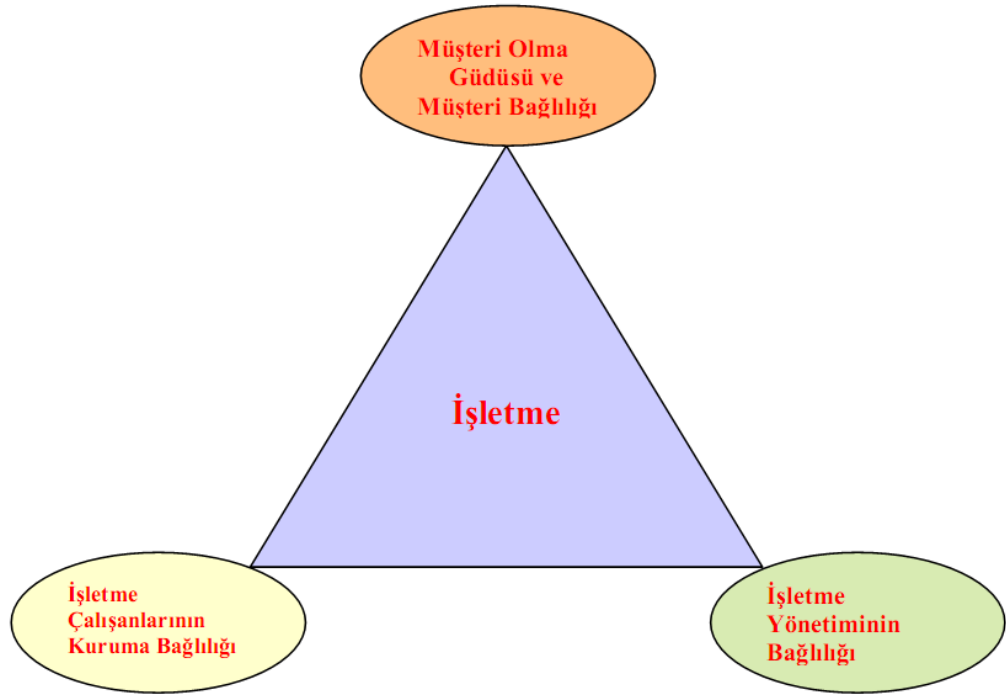 Müşteri Olma
Güdüsü ve
Müşteri Bağlılığı
İşletme
İşletme
Çalışanlarının
Kuruma Bağlılığı
İşletme
Yönetiminin
Bağlılığı